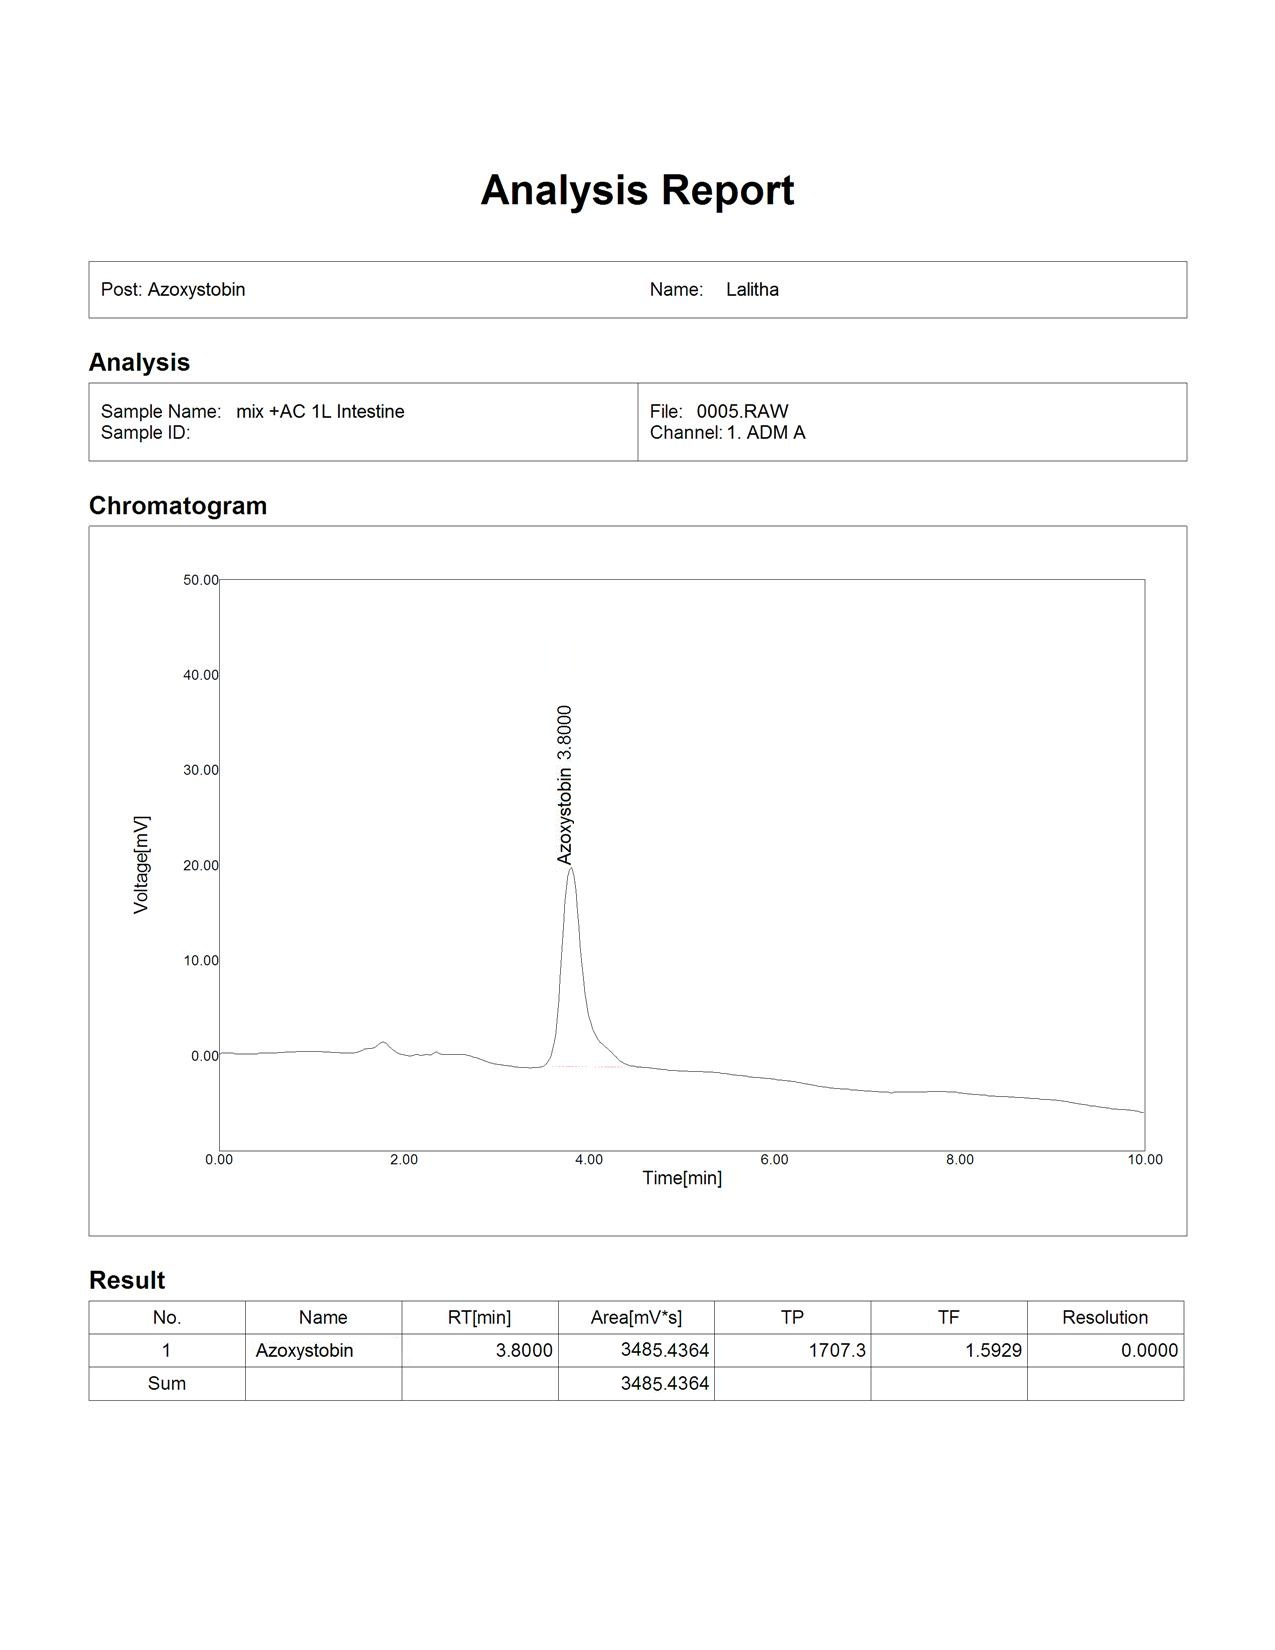 Analysis Report
Post: Azoxystobin Name: Lalitha
Analysis
Sample Name: mix +AC 1L Intestine
Sample ID:
File: 0005.RAW
Channel: 1. ADM A
Chromatogram
50.00
40.00
30.00
20.00
10.00
0.00
Voltage[mV]
Azoxystobin 3.8000
0.00 2.00 4.00 6.00 8.00 10.00
Time[min]
Result
No. Name RT[min] Area[mV*s] TP TF Resolution
1 Azoxystobin 3.8000 3485.4364 1707.3 1.5929 0.0000
Sum 3485.4364